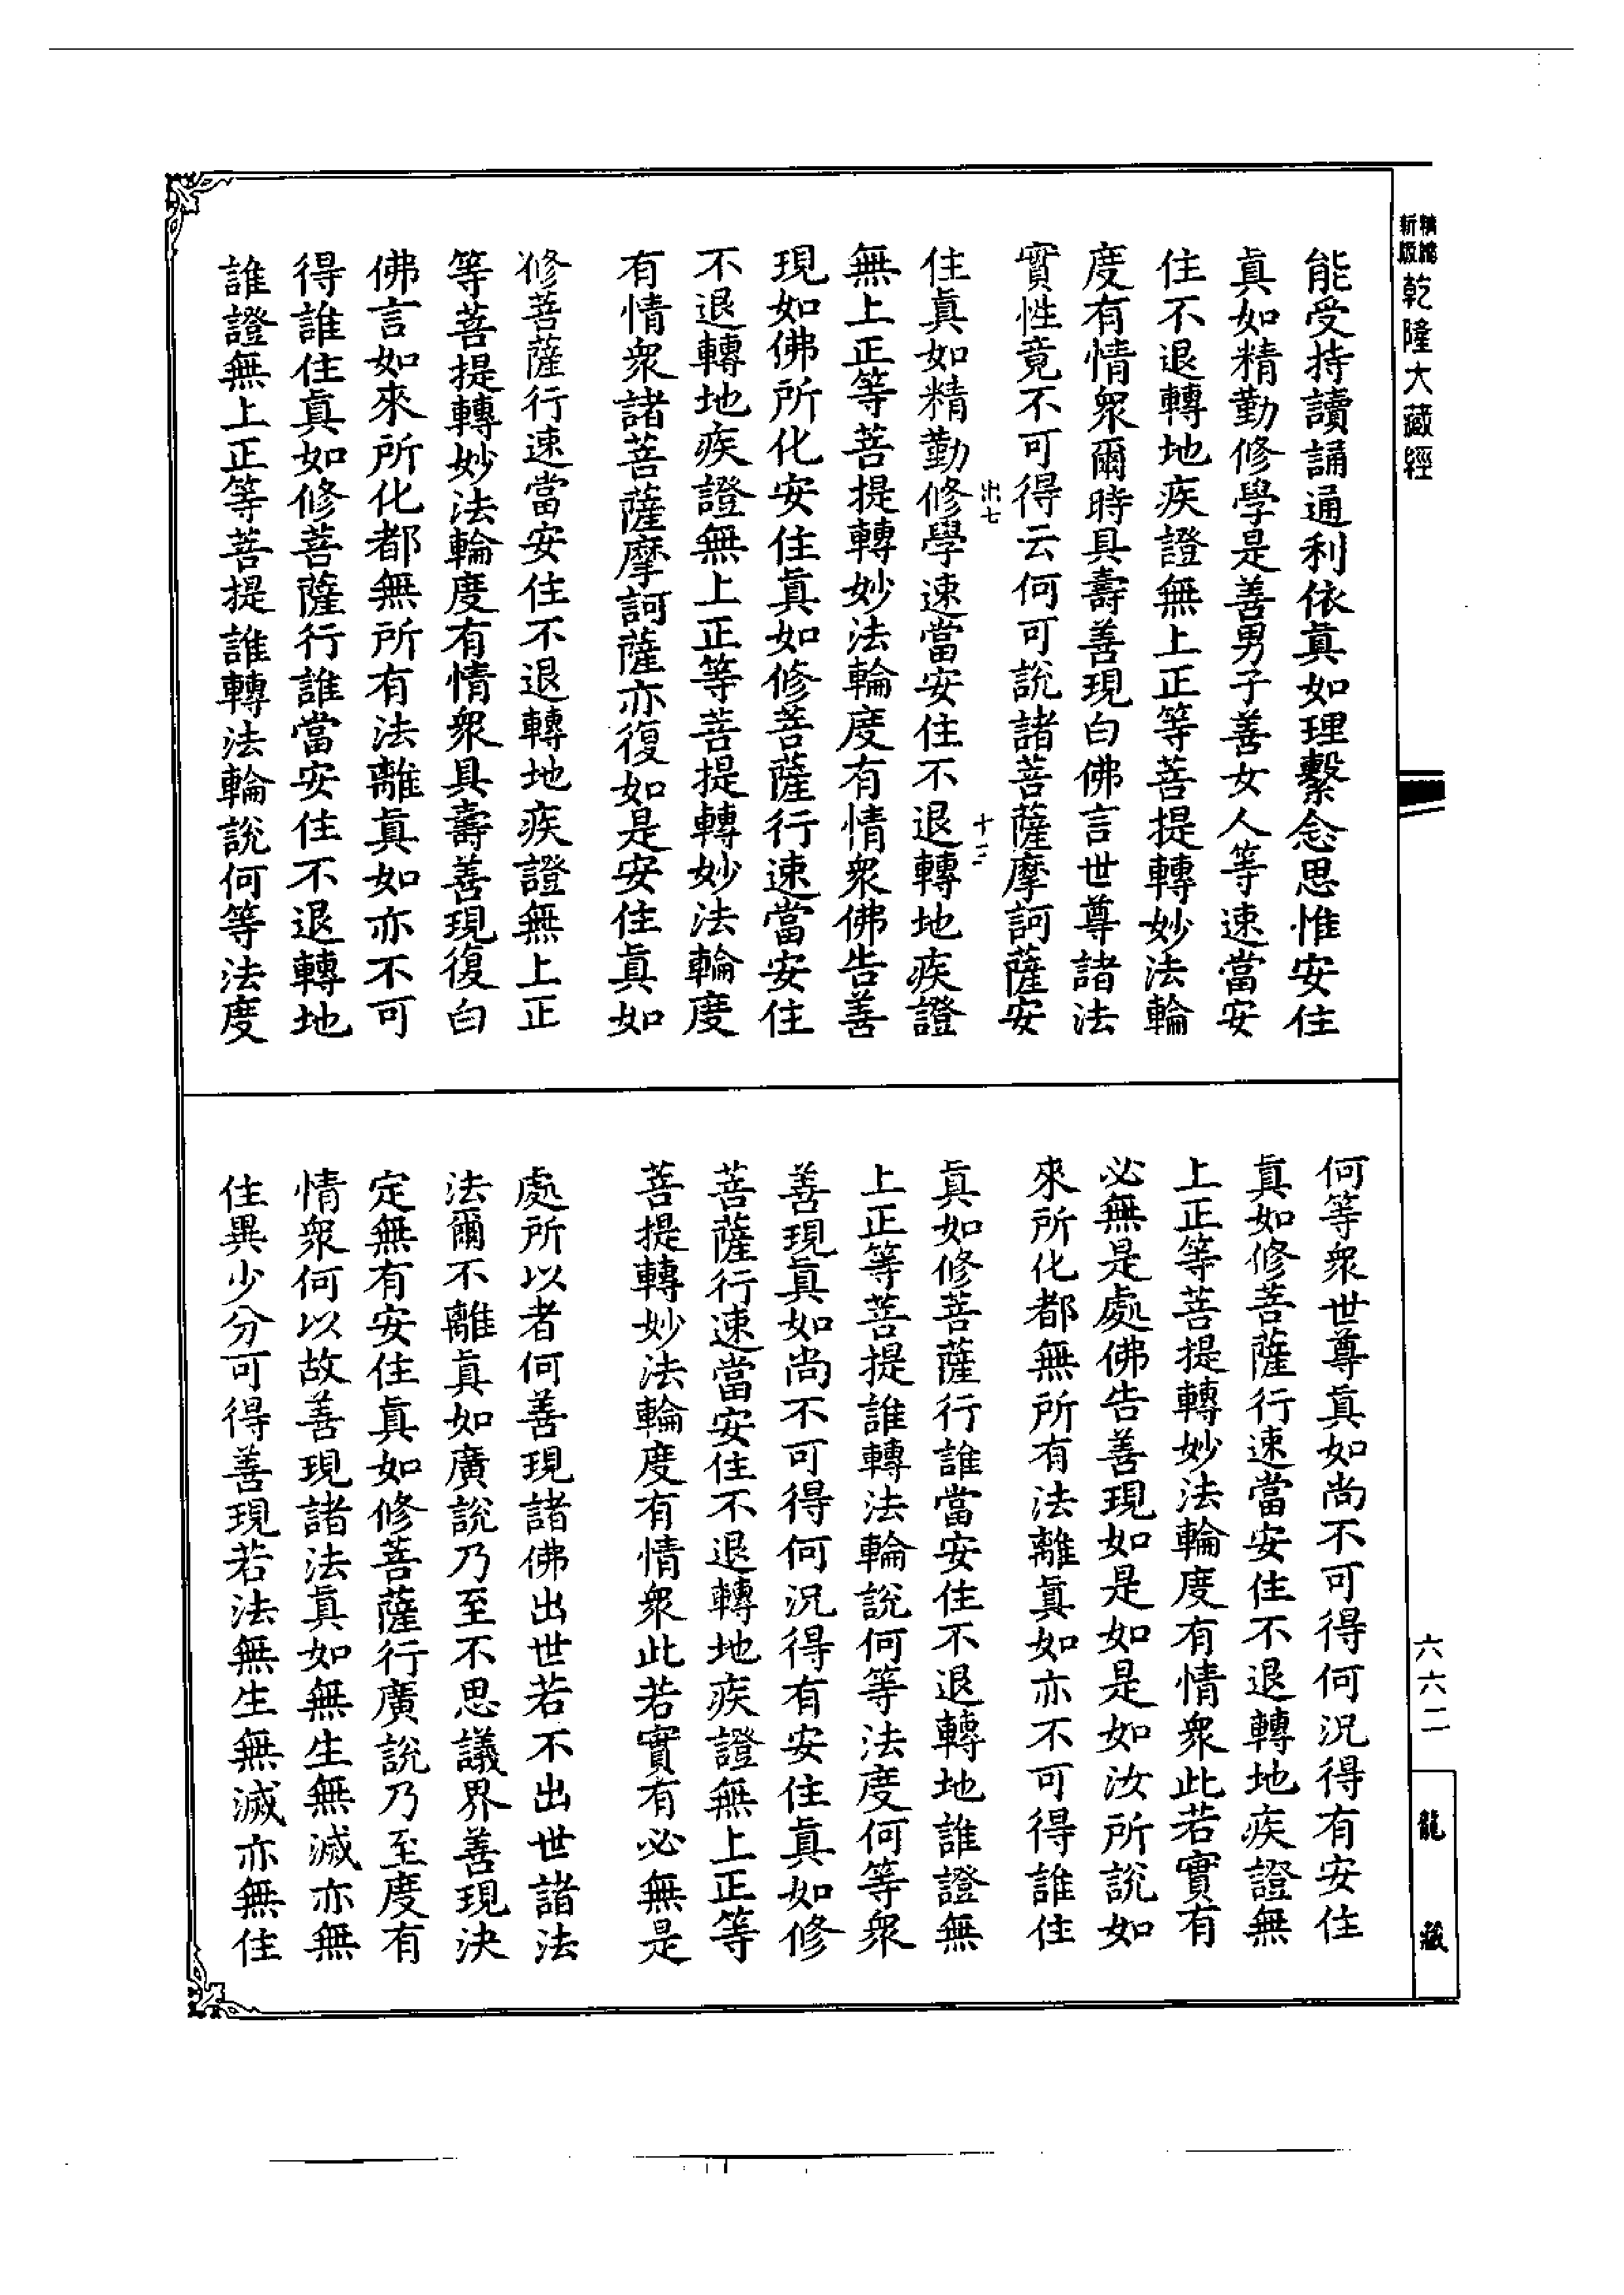 精縮
新版
乾隆大藏經
能受持讀誦通利依真如理繫念思惟安住
真如精勤修學是善男子善女人等速當安
住不退轉地疾證無上正等菩提轉妙法輪
度有情眾爾時具壽善現白佛言世尊諸法
實性竟不可得云何可說諸菩薩摩訶薩安
出七
十三
住真如精勤修學速當安住不退轉地疾證
無上正等菩提轉妙法輪度有情眾佛告善
現如佛所化安住真如修菩薩行速當安住
不退轉地疾證無上正等菩提轉妙法輪度
有情眾諸菩薩摩訶薩亦復如是安住真如
修菩薩行速當安住不退轉地疾證無上正
等菩提轉妙法輪度有情眾具壽善現復白
佛言如來所化都無所有法離真如亦不可
得誰住真如修菩薩行誰當安住不退轉地
誰證無上正等菩提誰轉法輪說何等法度
何等眾世尊真如尚不可得何況得有安住
真如修菩薩行速當安住不退轉地疾證無
上正等菩提轉妙法輪度有情眾此若實有
必無是處佛告善現如是如是如汝所說如
來所化都無所有法離真如亦不可得誰住
真如修菩薩行誰當安住不退轉地誰證無
上正等菩提誰轉法輪說何等法度何等眾
善現真如尚不可得何況得有安住真如修
菩薩行速當安住不退轉地疾證無上正等
菩提轉妙法輪度有情眾此若實有必無是
處所以者何善現諸佛出世若不出世諸法
法爾不離真如廣說乃至不思議界善現決
定無有安住真如修菩薩行廣說乃至度有
情眾何以故善現諸法真如無生無滅亦無
住異少分可得善現若法無生無滅亦無住
六六二
龍藏